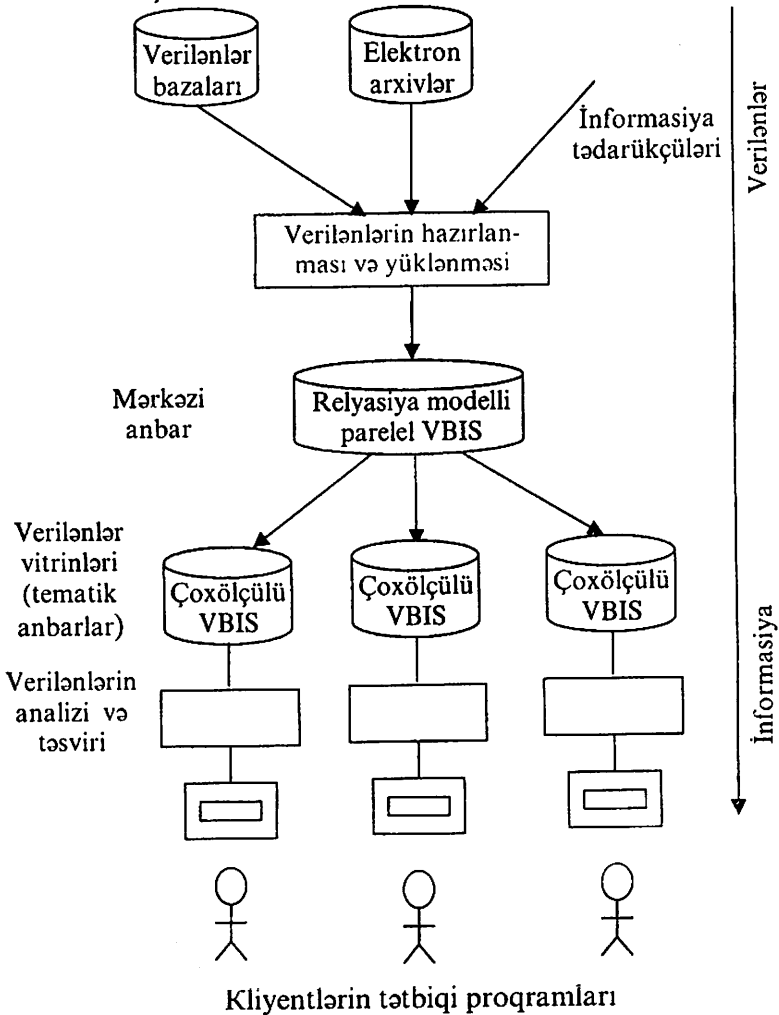 Verilənlər
bazaları
Elektron
arxivlər
İnformasiya
tədarükçüləri
Verilənlər
Verilənlərin hazırlan-
ması və yüklənməsi
Mərkəzi
anbar
Relyasiya modelli
parelel VBIS
Verilənlər
vitrinləri
(tematik
anbarlar)
Çoxölçülü
VBIS
Çoxölçülü
VBIS
Çoxölçülü
VBIS
Verilənlərin
analizi və
təsviri
İnformasiya
Kliyentlərin tətbiqi proqramları